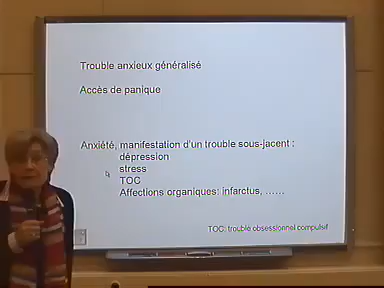 Trouble anxieux généralisé
Accès de panique
Anxiété, manifestation d'un trouble sous-jacent :
dépression
stress
TOC
Affections organiques: infarctus, ……
TOC: trouble obsessionnel compulsif